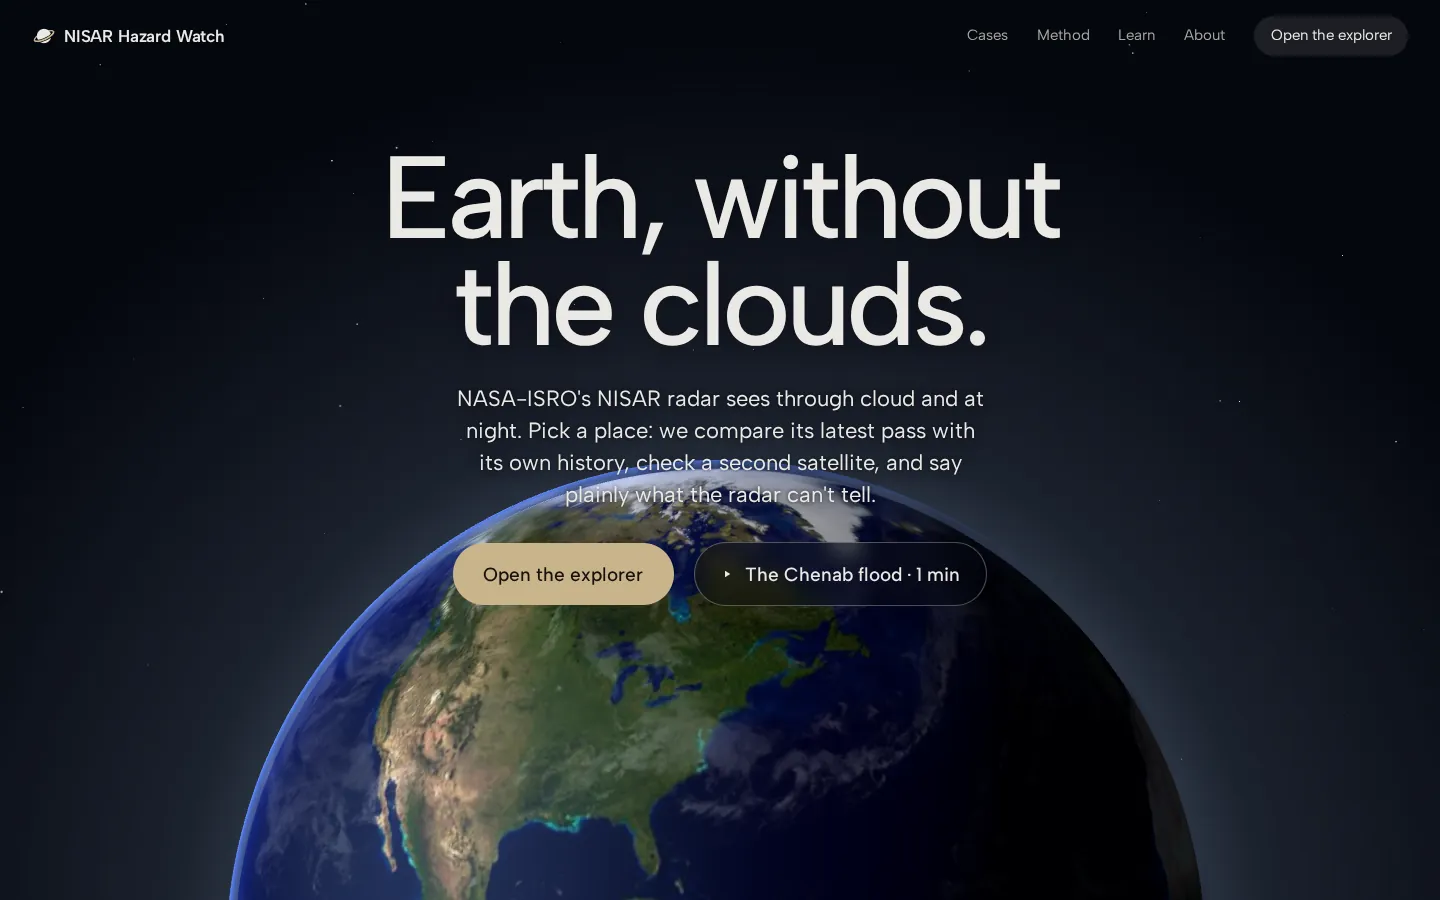 NISAR Hazard Watch
Cases
Method
Learn
About
Open the explorer
Earth, without
the clouds.
NASA-ISRO's NISAR radar sees through cloud and at
night. Pick a place: we compare its latest pass with
its own history, check a second satellite, and say
plainly what the radar can't tell.
Open the explorer
The Chenab flood · 1 min